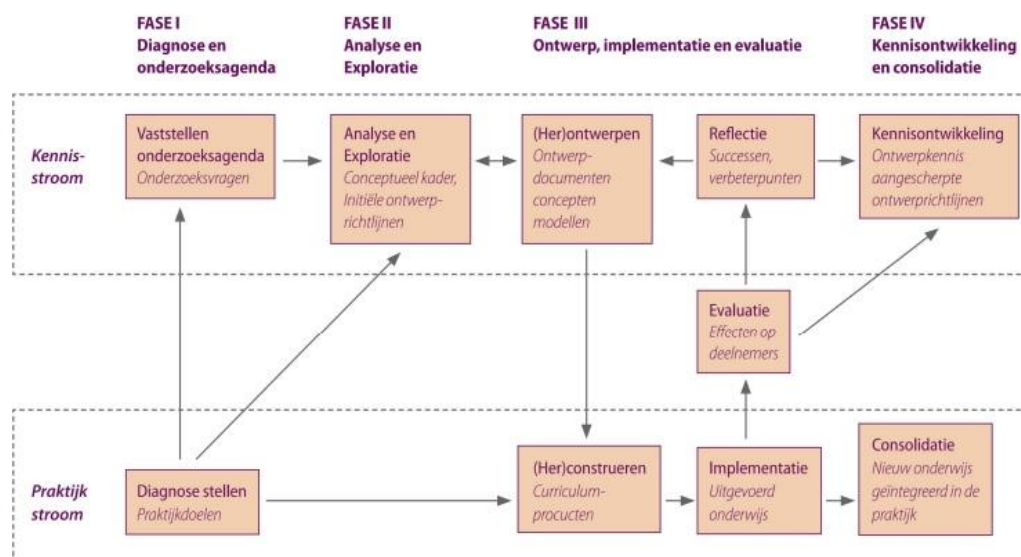 FASE I
Diagnose en
onderzoeksagenda
FASE II
Analyse en
Exploratie
FASE III
Ontwerp, implementatie en evaluatie
FASE IV
Kennisontwikkeling
en consolidatie
Kennis-
stroom
Vaststellen
onderzoeksagenda
Onderzoeksvragen
Analyse en
Exploratie
Conceptueel kader,
Initiële ontwerp-
richtlijnen
(Her)ontwerpen
Ontwerp-
documenten
concepten
modellen
Reflectie
Successen,
verbeterpunten
Kennisontwikkeling
Ontwerpkennis
aangescherpte
ontwerprichtlijnen
Evaluatie
Effecten op
deelnemers
Praktijk
stroom
Diagnose stellen
Praktijkdoelen
(Her)construeren
Curriculum-
procucten
Implementatie
Uitgevoerd
onderwijs
Consolidatie
Nieuw onderwijs
geïntegreerd in de
praktijk